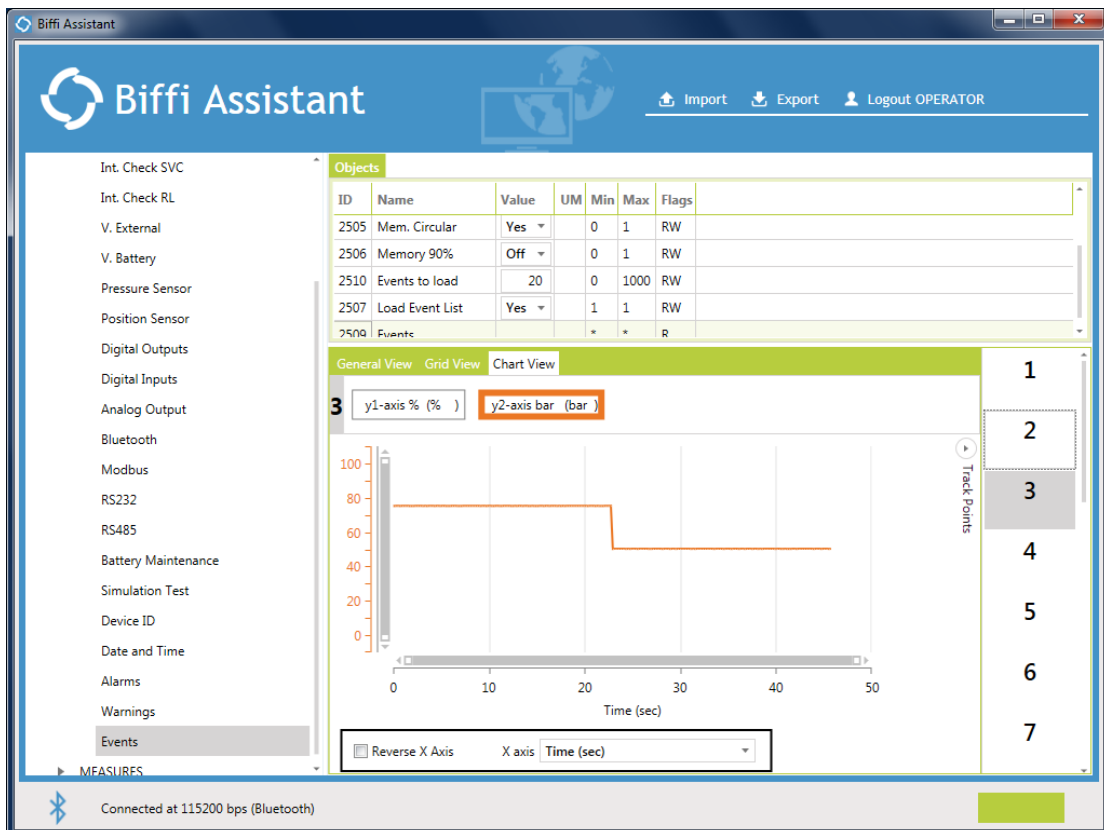 Biffi Assistant
Biffi Assistant
Import Export Logout OPERATOR
Int. Check SVC
Int. Check RL
V. External
V. Battery
Pressure Sensor
Position Sensor
Digital Outputs
Digital Inputs
Analog Output
Bluetooth
Modbus
RS232
RS485
Battery Maintenance
Simulation Test
Device ID
Date and Time
Alarms
Warnings
Events
MEASURES
Objects
ID Name Value UM Min Max Flags
2505 Mem. Circular Yes 0 1 RW
2506 Memory 90% Off 0 1 RW
2510 Events to load 20 0 1000 RW
2507 Load Event List Yes 1 1 RW
2509 Events * * R
General View Grid View Chart View
3 y1-axis % (% ) y2-axis bar (bar )
100
80
60
40
20
0
0 10 20 30 40 50
Time (sec)
Track Points
Reverse X Axis X axis Time (sec)
1
2
3
4
5
6
7
Connected at 115200 bps (Bluetooth)